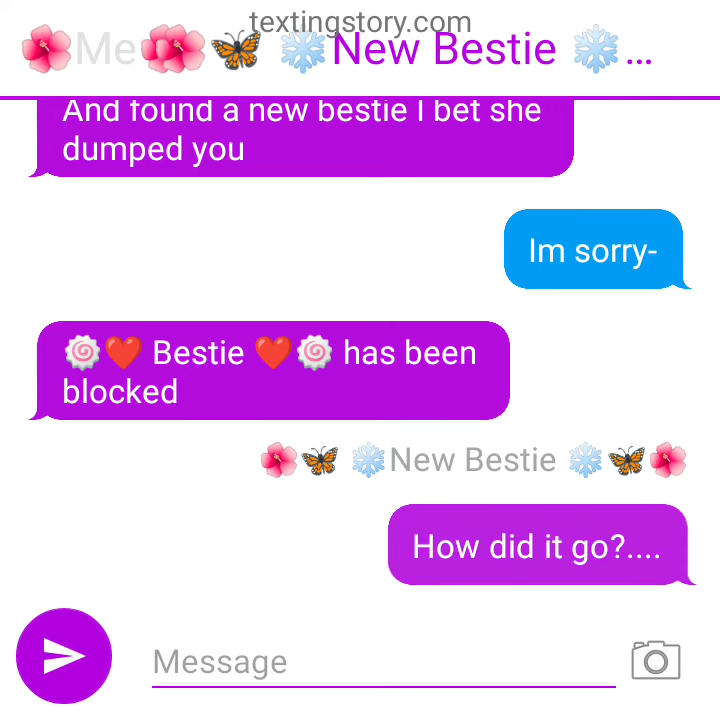 textingstory.com
🌺Me🌺🌺🦋 ❄️New Bestie ❄️...
And found a new bestie I bet she
dumped you
Im sorry-
🍥❤️ Bestie ❤️🍥 has been
blocked
🌺🦋 ❄️New Bestie ❄️🦋🌺
How did it go?....
Message